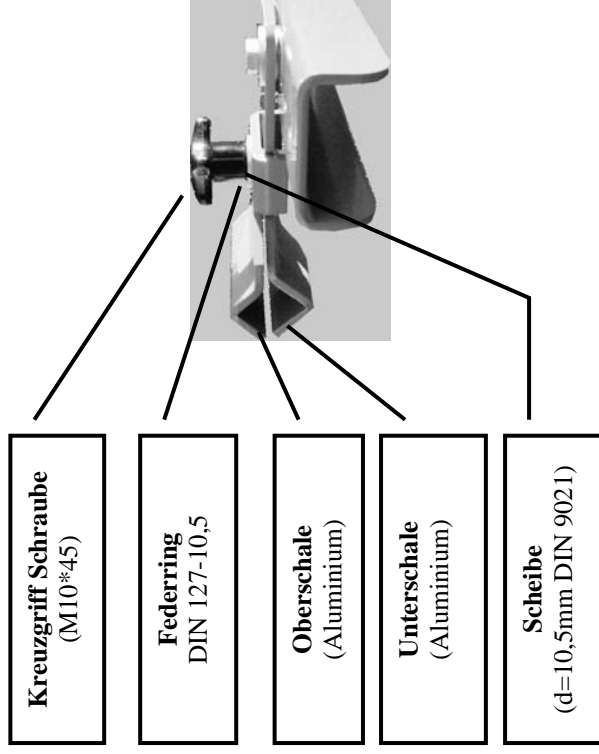 Kreuzgriff Schraube
(M10*45)
Federring
DIN 127-10,5
Oberschale
(Aluminium)
Unterschale
(Aluminium)
Scheibe
(d=10,5mm DIN 9021)